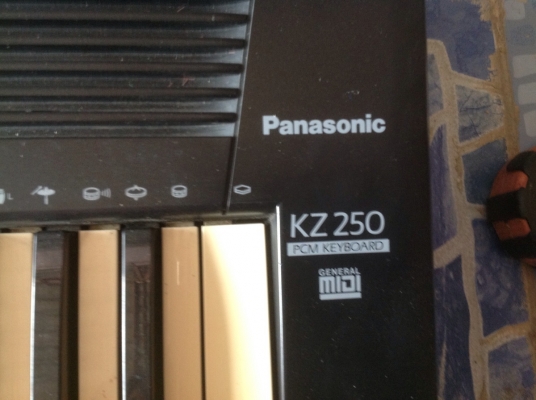 Panasonic
KZ 250
PCM KEYBOARD
GENERAL
MIDI